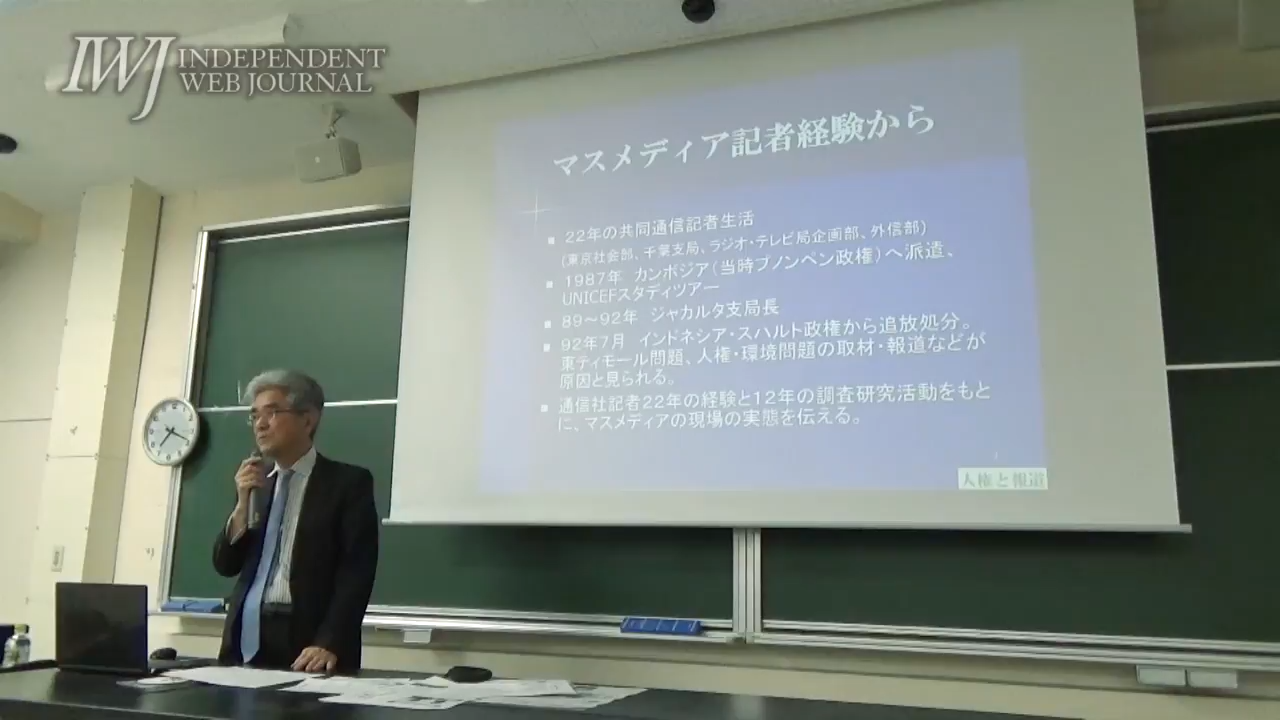 IWJ INDEPENDENT
WEB JOURNAL
マスメディア記者経験から
22年の共同通信記者生活
(東京社会部、千葉支局、ラジオ・テレビ局企画部、外信部)
1987年 カンボジア(当時プノンペン政権)へ派遣、
UNICEFスタディツアー
89～92年 ジャカルタ支局長
92年7月 インドネシア・スハルト政権から追放処分。
東ティモール問題、人権・環境問題の取材・報道などが
原因と見られる。
通信社記者22年の経験と12年の調査研究活動をもと
に、マスメディアの現場の実態を伝える。
人権と報道